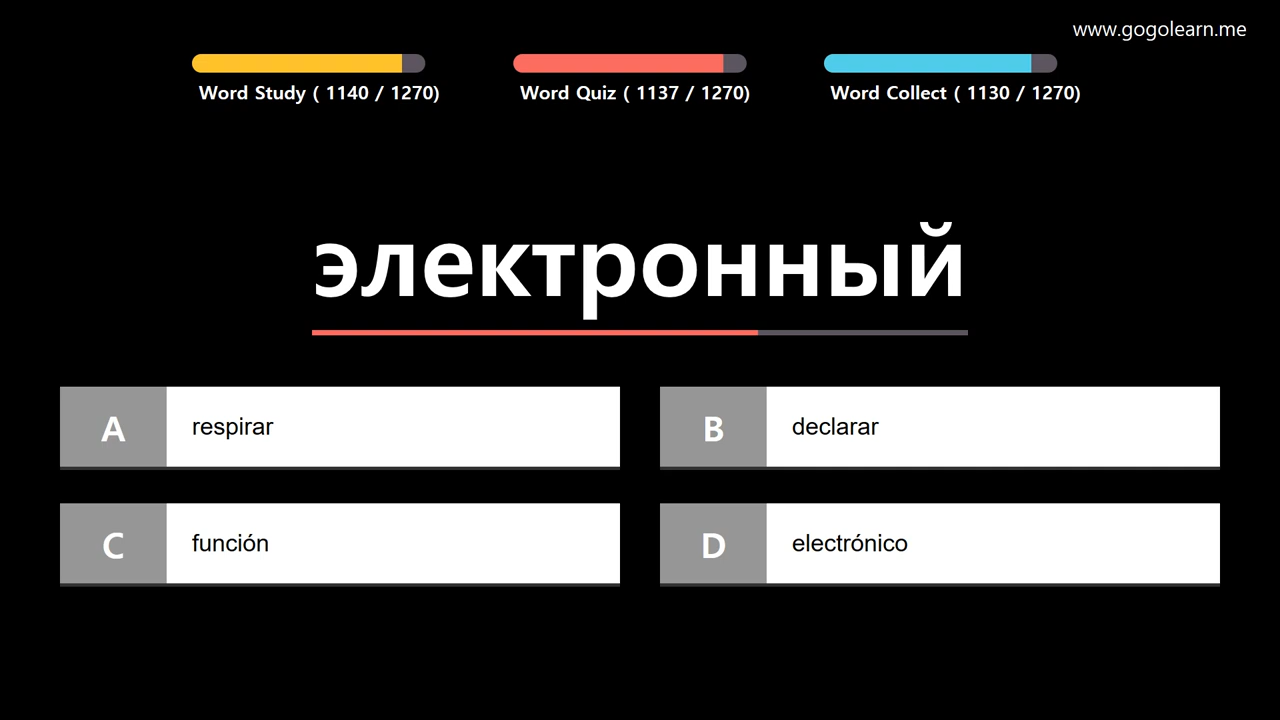 www.gogolearn.me
Word Study ( 1140 / 1270)
Word Quiz ( 1137 / 1270)
Word Collect ( 1130 / 1270)
электронный
A respirar
B declarar
C función
D electrónico